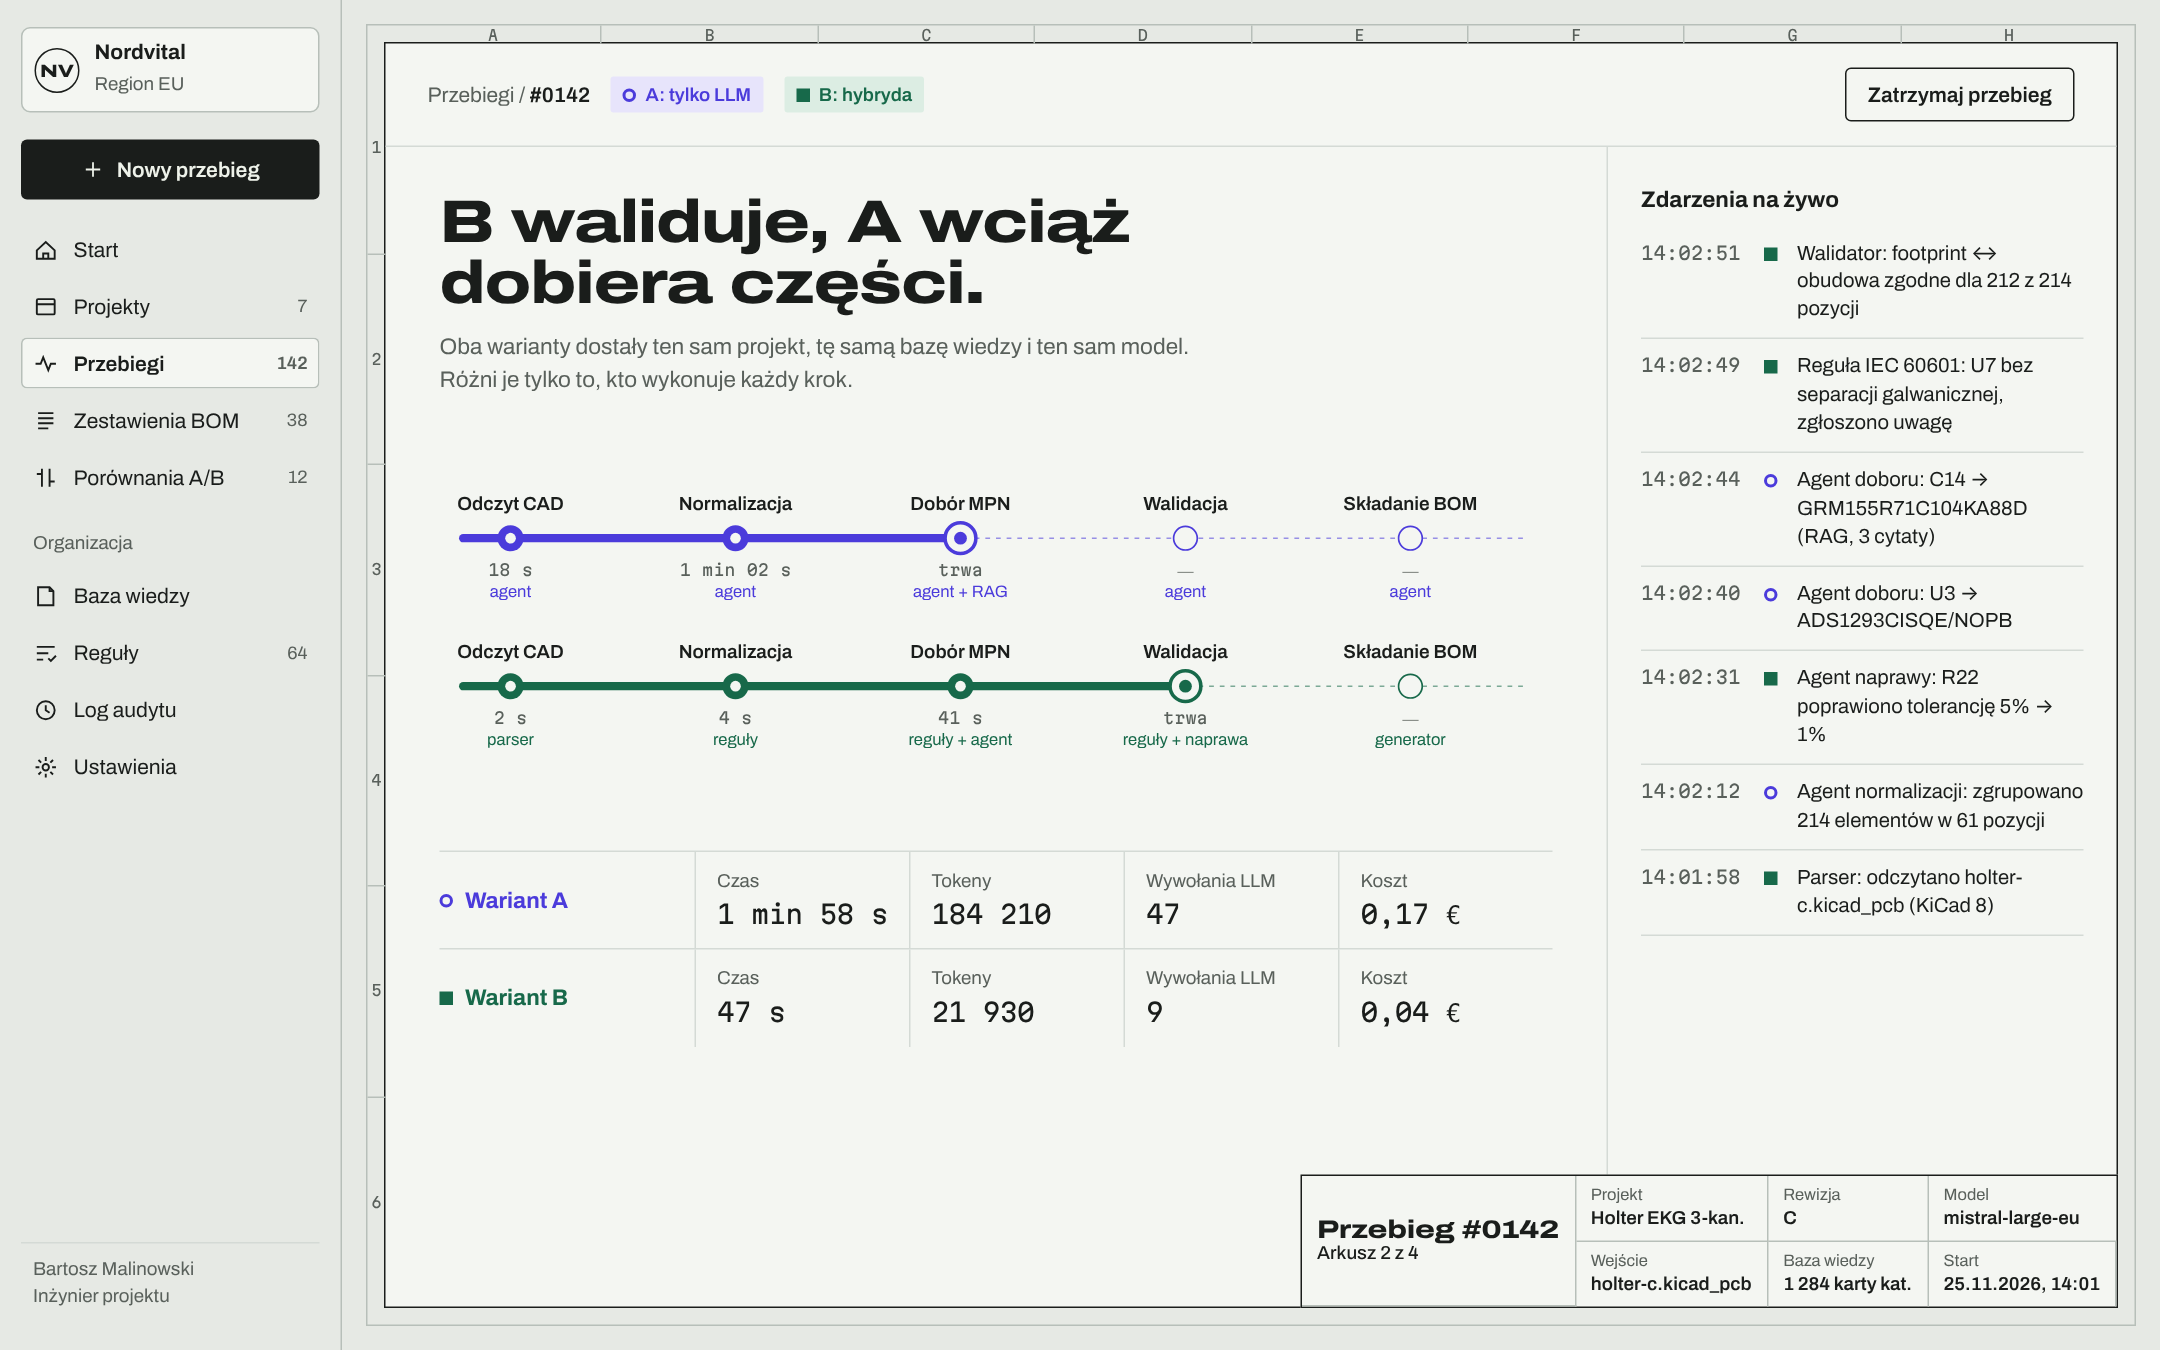 NV
Nordvital
Region EU
+ Nowy przebieg
Start
Projekty 7
Przebiegi 142
Zestawienia BOM 38
Porównania A/B 12
Organizacja
Baza wiedzy
Reguły 64
Log audytu
Ustawienia
Bartosz Malinowski
Inżynier projektu
A B C D E F G H
1
2
3
4
5
6
Przebiegi / #0142
A: tylko LLM
B: hybryda
Zatrzymaj przebieg
B waliduje, A wciąż
dobiera części.
Oba warianty dostały ten sam projekt, tę samą bazę wiedzy i ten sam model.
Różni je tylko to, kto wykonuje każdy krok.
Odczyt CAD Normalizacja Dobór MPN Walidacja Składanie BOM
18 s 1 min 02 s trwa — —
agent agent agent + RAG agent agent
Odczyt CAD Normalizacja Dobór MPN Walidacja Składanie BOM
2 s 4 s 41 s trwa —
parser reguły reguły + agent reguły + naprawa generator
Wariant A
Czas Tokeny Wywołania LLM Koszt
1 min 58 s 184 210 47 0,17 €
Wariant B
Czas Tokeny Wywołania LLM Koszt
47 s 21 930 9 0,04 €
Zdarzenia na żywo
14:02:51 Walidator: footprint ↔
obudowa zgodne dla 212 z 214
pozycji
14:02:49 Reguła IEC 60601: U7 bez
separacji galwanicznej,
zgłoszono uwagę
14:02:44 Agent doboru: C14 →
GRM155R71C104KA88D
(RAG, 3 cytaty)
14:02:40 Agent doboru: U3 →
ADS1293CISQE/NOPB
14:02:31 Agent naprawy: R22
poprawiono tolerancję 5% →
1%
14:02:12 Agent normalizacji: zgrupowano
214 elementów w 61 pozycji
14:01:58 Parser: odczytano holter-
c.kicad_pcb (KiCad 8)
Przebieg #0142
Arkusz 2 z 4
Projekt Rewizja Model
Holter EKG 3-kan. C mistral-large-eu
Wejście Baza wiedzy Start
holter-c.kicad_pcb 1 284 karty kat. 25.11.2026, 14:01